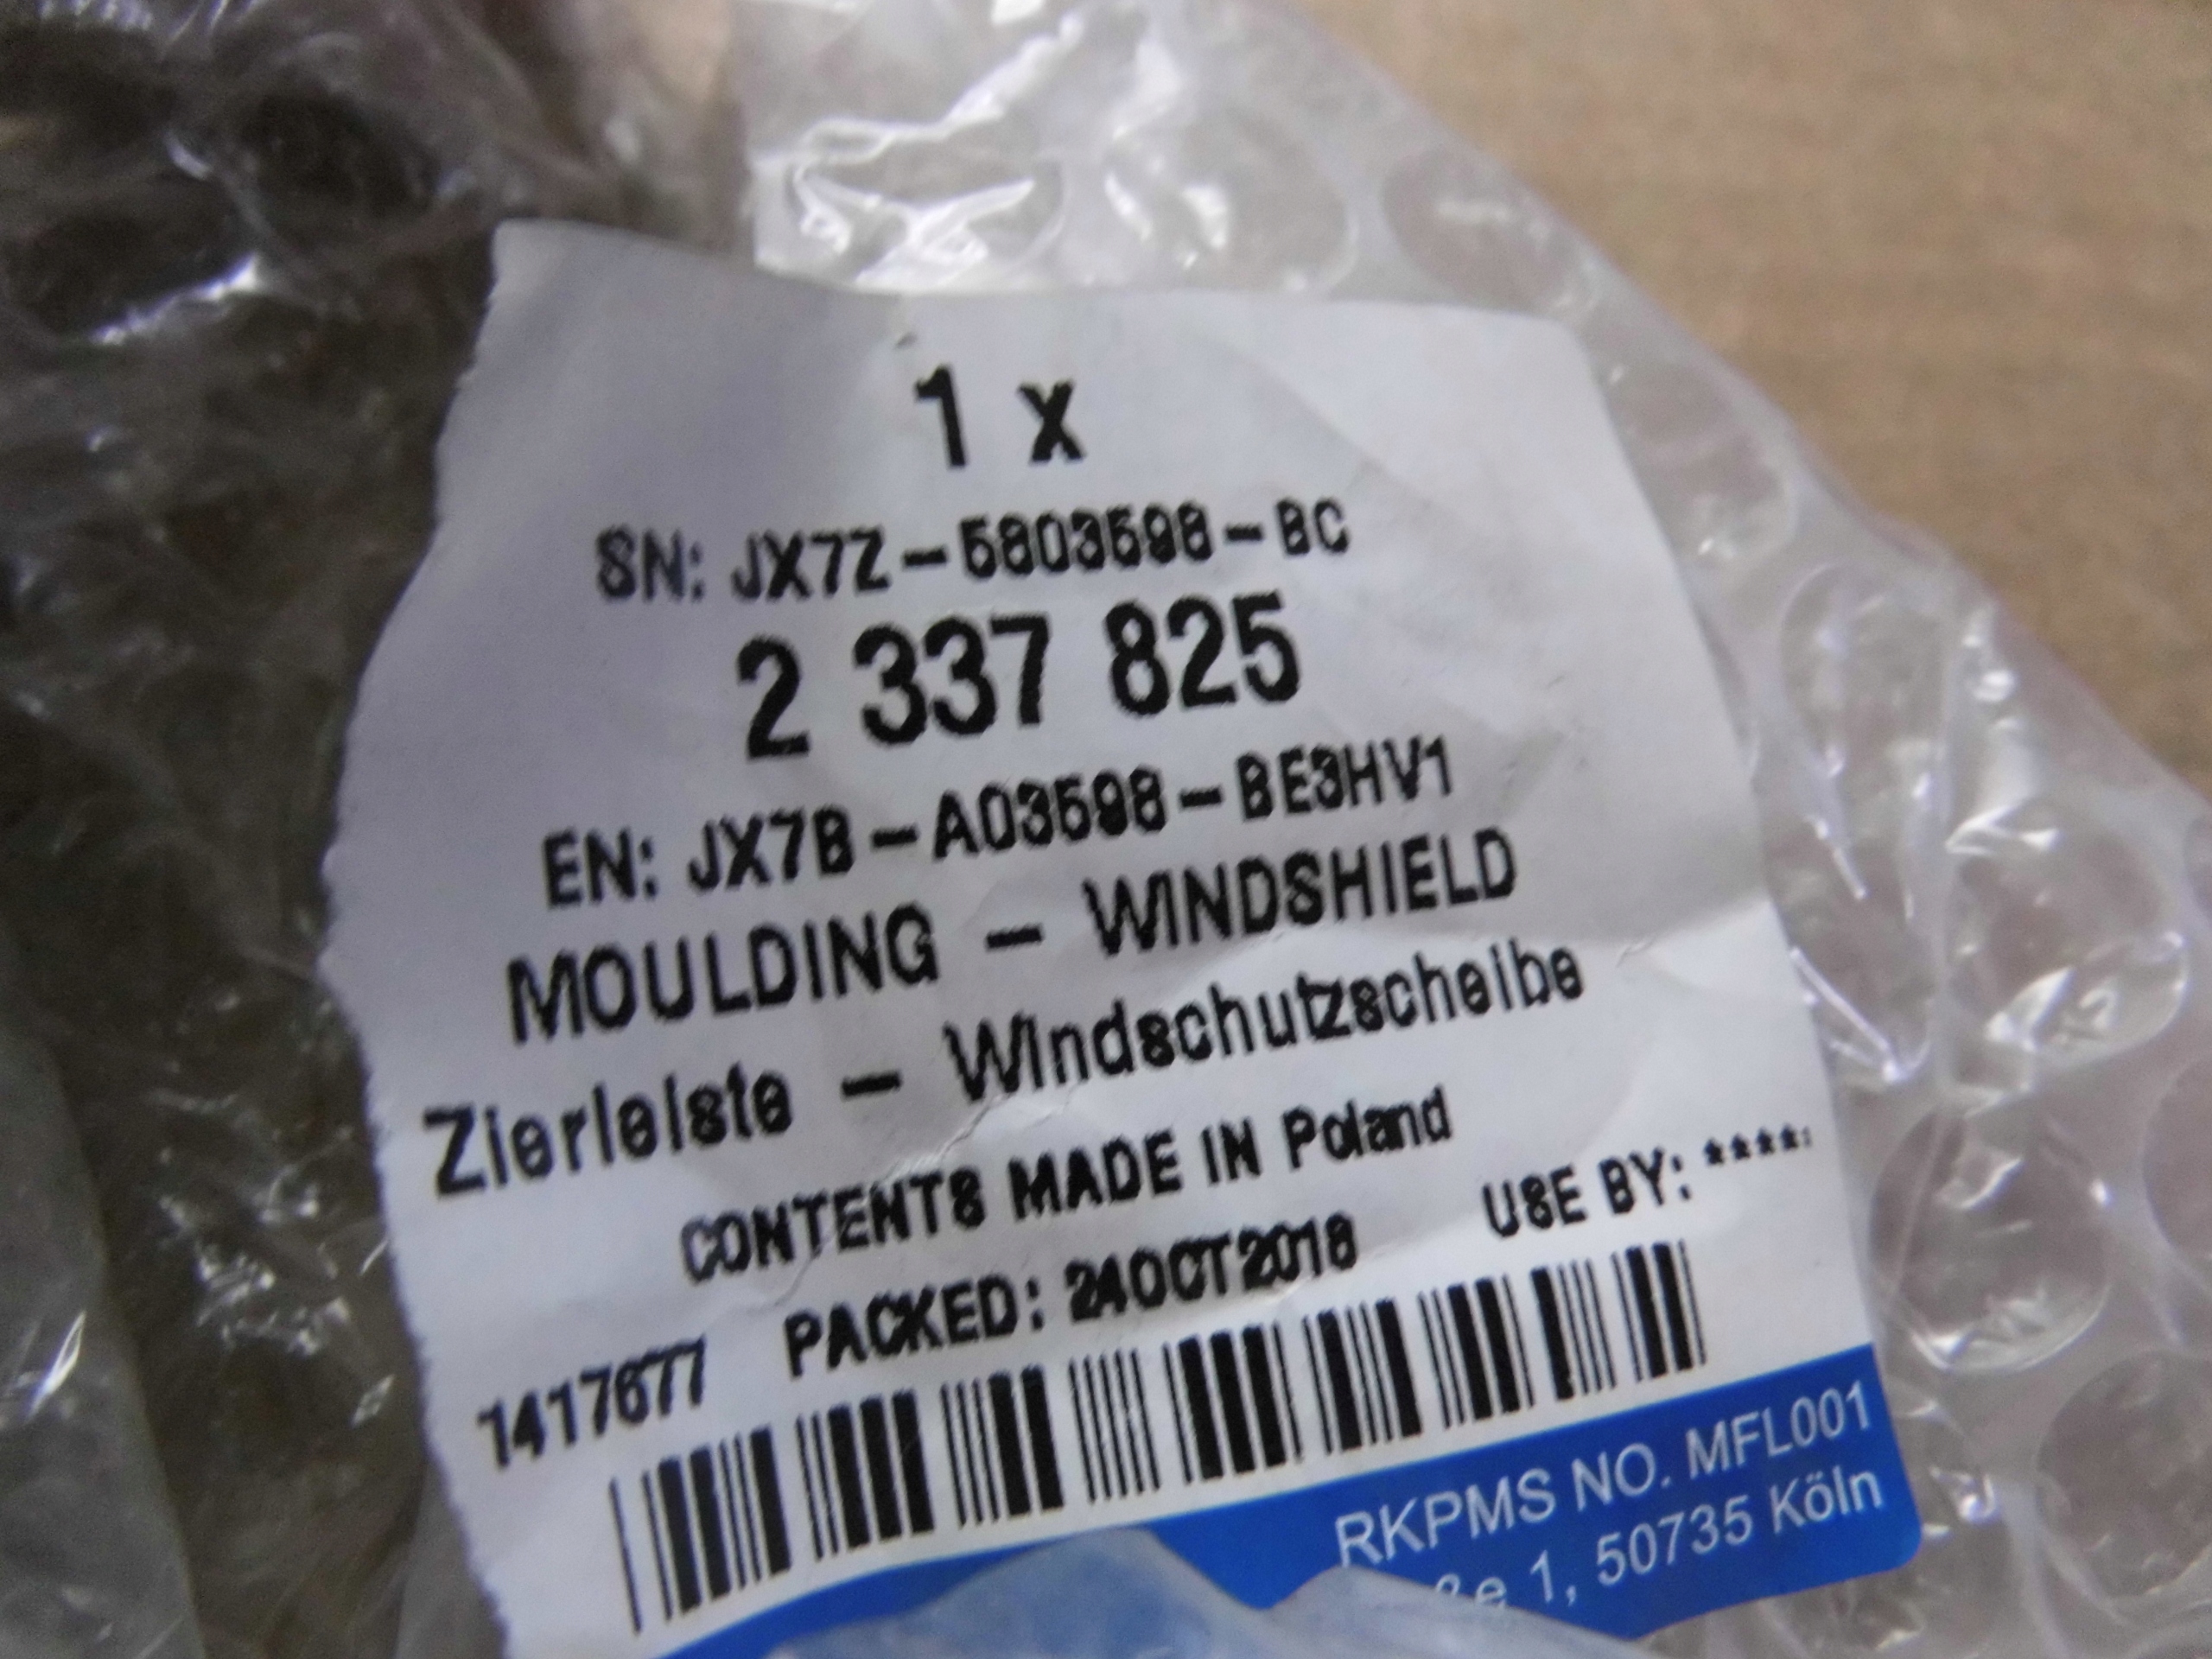 1 x
SN: JX7Z-5803598-BC
2 337 825
EN: JX7B-A03598-BE3HV1
MOULDING - WINDSHIELD
Zierleiste - Windschutzscheibe
CONTENTS MADE IN Poland
1417677 PACKED: 24OCT2018 USE BY: ****
RKPMS NO. MFL001
1, 50735 Köln